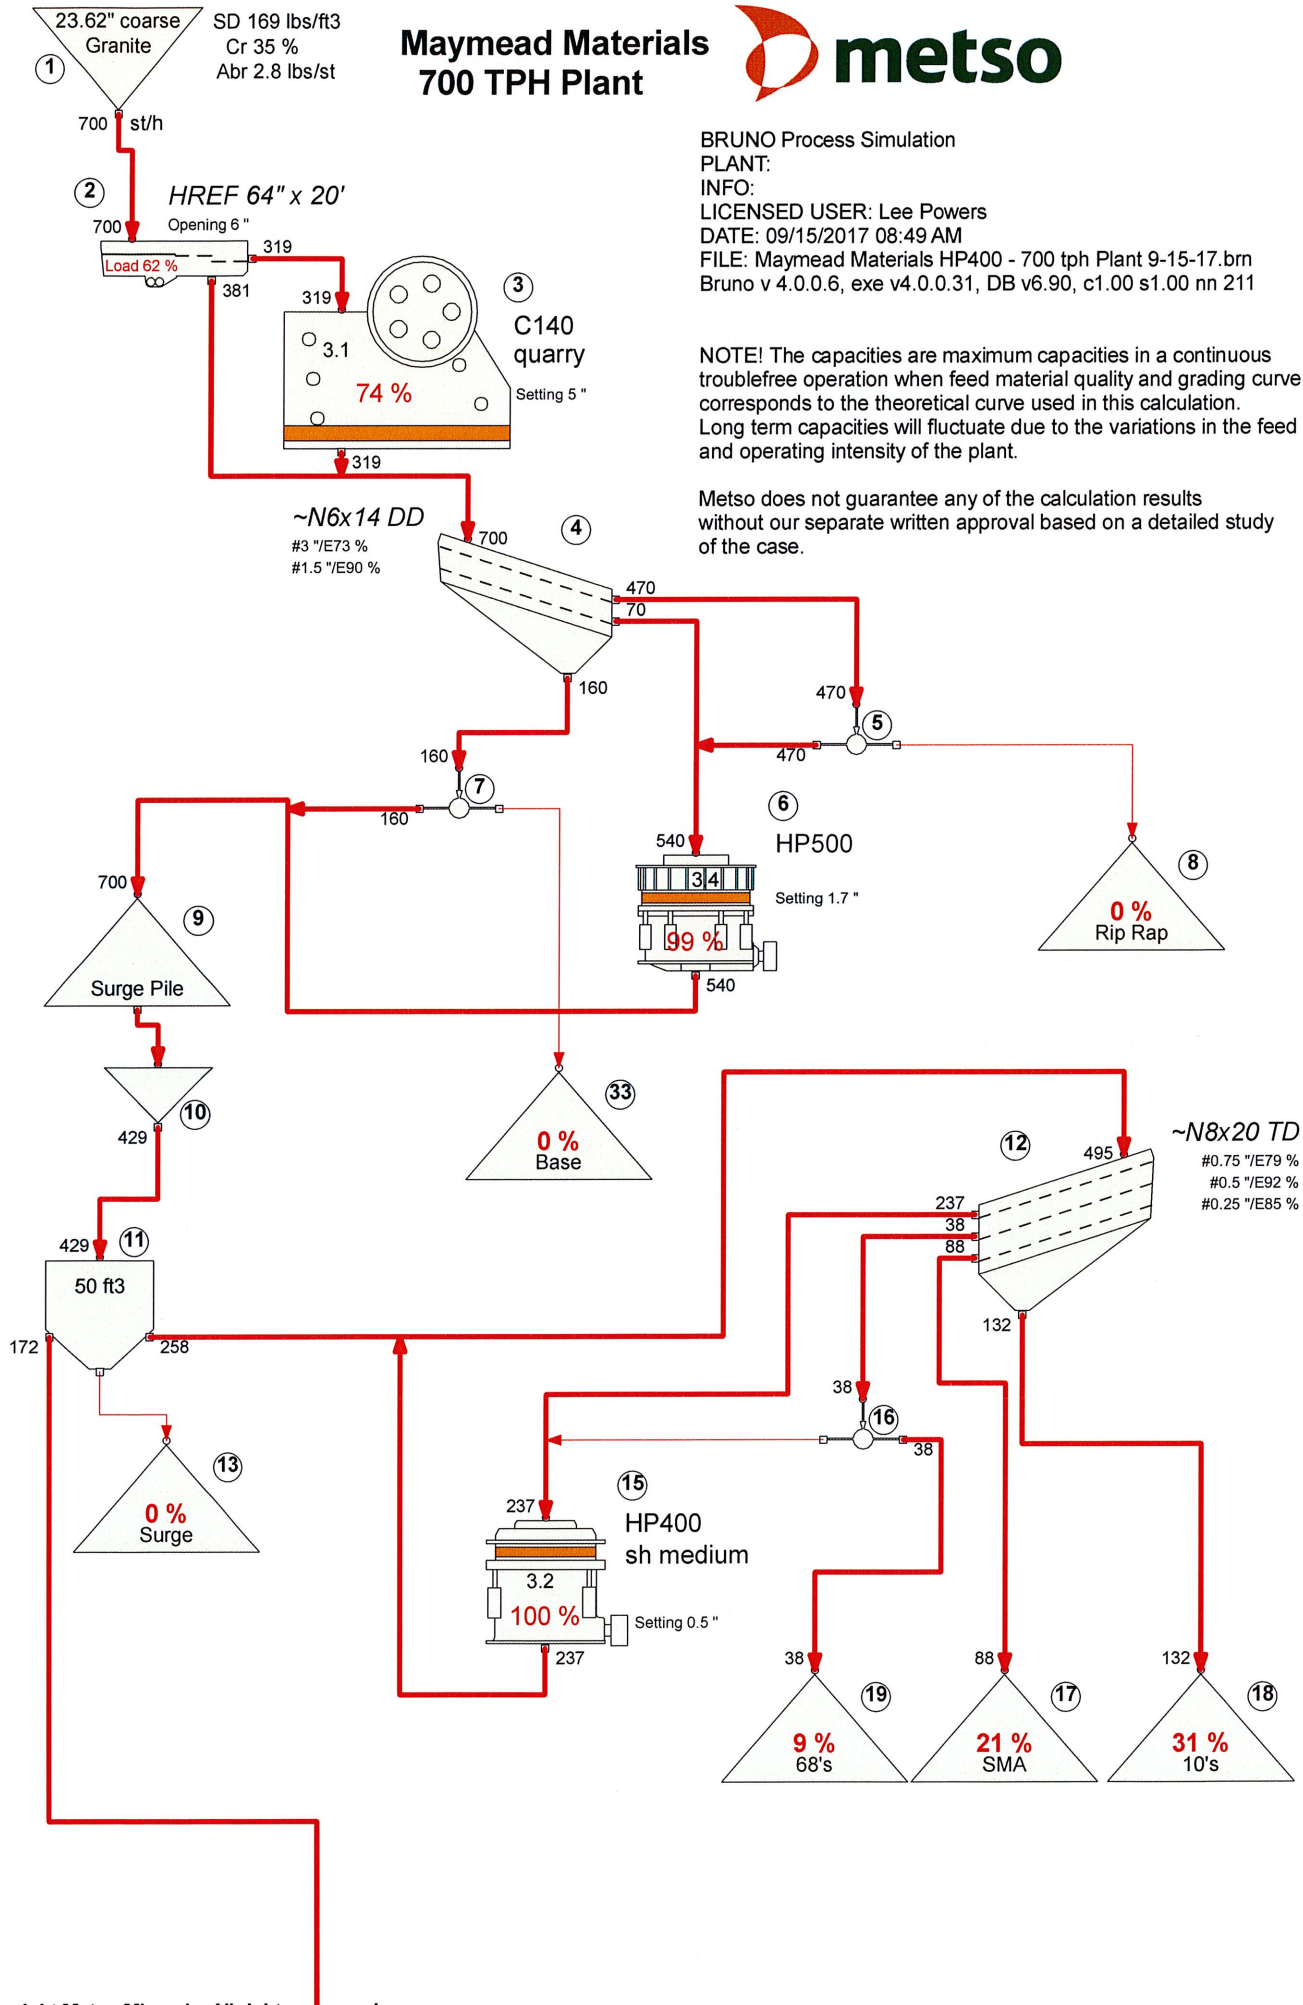 23.62" coarse
Granite
SD 169 lbs/ft3
Cr 35 %
Abr 2.8 lbs/st
Maymead Materials
700 TPH Plant
metso
1
700 st/h
BRUNO Process Simulation
PLANT:
INFO:
LICENSED USER: Lee Powers
DATE: 09/15/2017 08:49 AM
FILE: Maymead Materials HP400 - 700 tph Plant 9-15-17.brn
Bruno v 4.0.0.6, exe v4.0.0.31, DB v6.90, c1.00 s1.00 nn 211
2
HREF 64" x 20'
Opening 6 "
700
Load 62 %
319
381
319
3
C140
quarry
3.1
74 %
Setting 5 "
319
NOTE! The capacities are maximum capacities in a continuous
troublefree operation when feed material quality and grading curve
corresponds to the theoretical curve used in this calculation.
Long term capacities will fluctuate due to the variations in the feed
and operating intensity of the plant.
Metso does not guarantee any of the calculation results
without our separate written approval based on a detailed study
of the case.
~N6x14 DD
#3 "/E73 %
#1.5 "/E90 %
4
700
470
70
160
470
5
470
160
7
160
6
HP500
540
3.4
Setting 1.7 "
99 %
540
8
0 %
Rip Rap
700
9
Surge Pile
10
429
33
0 %
Base
12
~N8x20 TD
#0.75 "/E79 %
#0.5 "/E92 %
#0.25 "/E85 %
495
237
38
88
132
429
11
50 ft3
172
258
38
16
38
13
0 %
Surge
15
HP400
sh medium
237
3.2
100 %
Setting 0.5 "
237
38
19
9 %
68's
88
17
21 %
SMA
132
18
31 %
10's